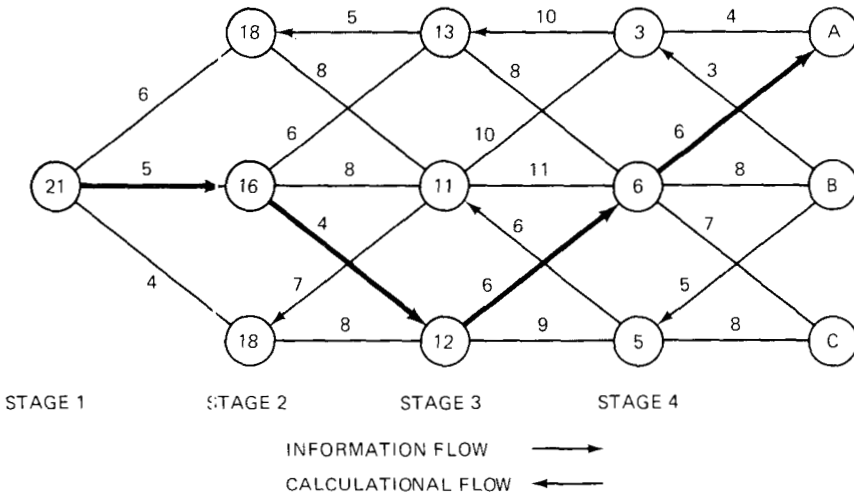 18 5 13 10 3 4 A
6 8 8 3
6 10 6
21 5 16 8 11 11 6 8 B
4 6 7
4 7 6 5
18 8 12 9 5 8 C
STAGE 1 STAGE 2 STAGE 3 STAGE 4
INFORMATION FLOW
CALCULATIONAL FLOW